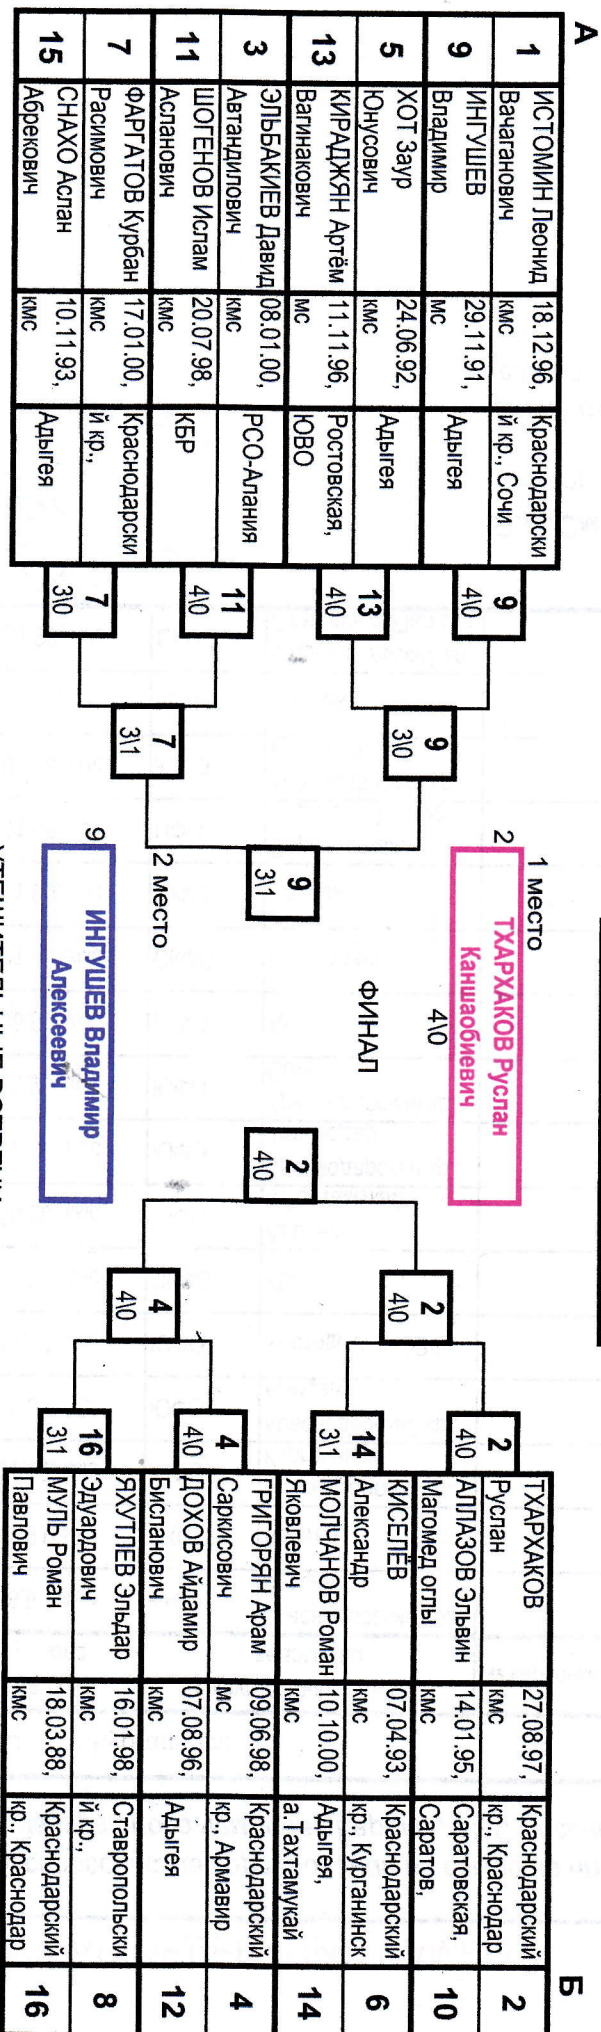 А
1
ИСТОМИН Леонид
Вачаганович
18.12.96,
кмс
Краснодарски
й кр., Сочи
9
ИНГУШЕВ
Владимир
29.11.91,
мс
Адыгея
5
ХОТ Заур
Юнусович
24.06.92,
кмс
Адыгея
13
КИРАДЖЯН Артём
Вагинакович
11.11.96,
мс
Ростовская,
ЮВО
3
ЭЛЬБАКИЕВ Давид
Автандилович
08.01.00,
кмс
РСО-Алания
11
ШОГЕНОВ Ислам
Асланович
20.07.98,
кмс
КБР
7
ФАРГАТОВ Курбан
Расимович
17.01.00,
кмс
Краснодарски
й кр.,
15
СНАХО Аслан
Абрекович
10.11.93,
кмс
Адыгея
9
4\0
13
4\0
11
4\0
7
3\0
9
3\0
7
3\1
9
3\1
1 место
2
ТХАРХАКОВ Руслан
Каншаобиевич
4\0
ФИНАЛ
2 место
9
ИНГУШЕВ Владимир
Алексеевич
2
4\0
2
4\0
4
4\0
2
4\0
14
3\1
4
4\0
16
3\1
Б
ТХАРХАКОВ
Руслан
27.08.97,
кмс
Краснодарский
кр., Краснодар
2
АЛЛАЗОВ Эльвин
Магомед оглы
14.01.95,
кмс
Саратовская,
Саратов,
10
КИСЕЛЁВ
Александр
07.04.93,
кмс
Краснодарский
кр., Курганинск
6
МОЛЧАНОВ Роман
Яковлевич
10.10.00,
кмс
Адыгея,
а. Тахтамукай
14
ГРИГОРЯН Арам
Саркисович
09.06.98,
мс
Краснодарский
кр., Армавир
4
ДОХОВ Айдамир
Бисланович
07.08.96,
кмс
Адыгея
12
ЯХУТЛЕВ Эльдар
Эдуардович
16.01.98,
кмс
Ставропольски
й кр.,
8
МУЛЬ Роман
Павлович
18.03.88,
кмс
Краснодарский
кр., Краснодар
16